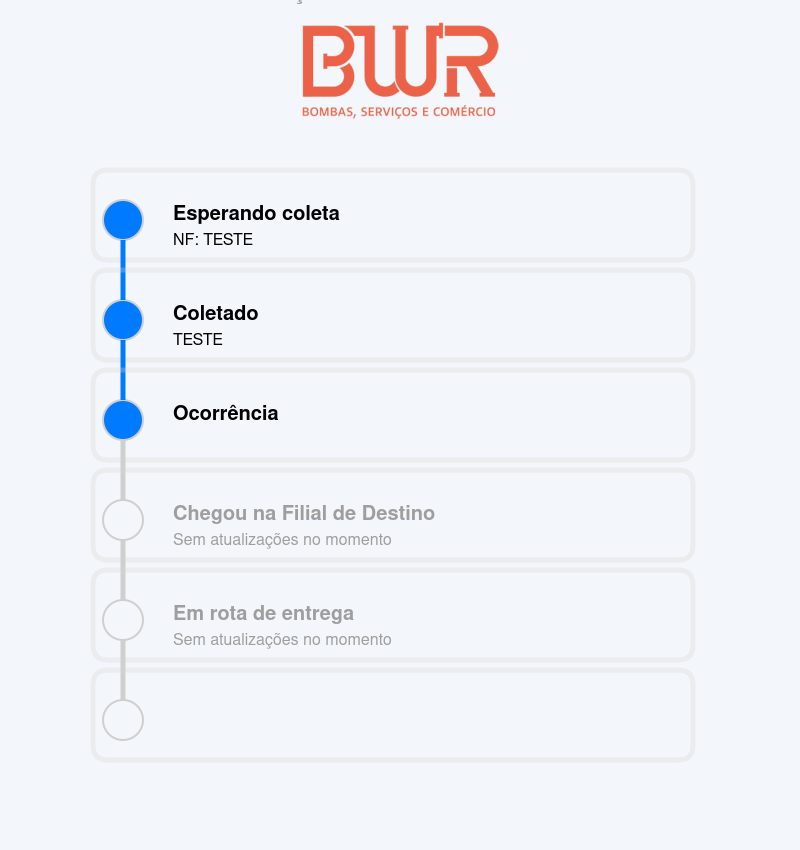 BWR
BOMBAS, SERVIÇOS E COMÉRCIO
Esperando coleta
NF: TESTE
Coletado
TESTE
Ocorrência
Chegou na Filial de Destino
Sem atualizações no momento
Em rota de entrega
Sem atualizações no momento